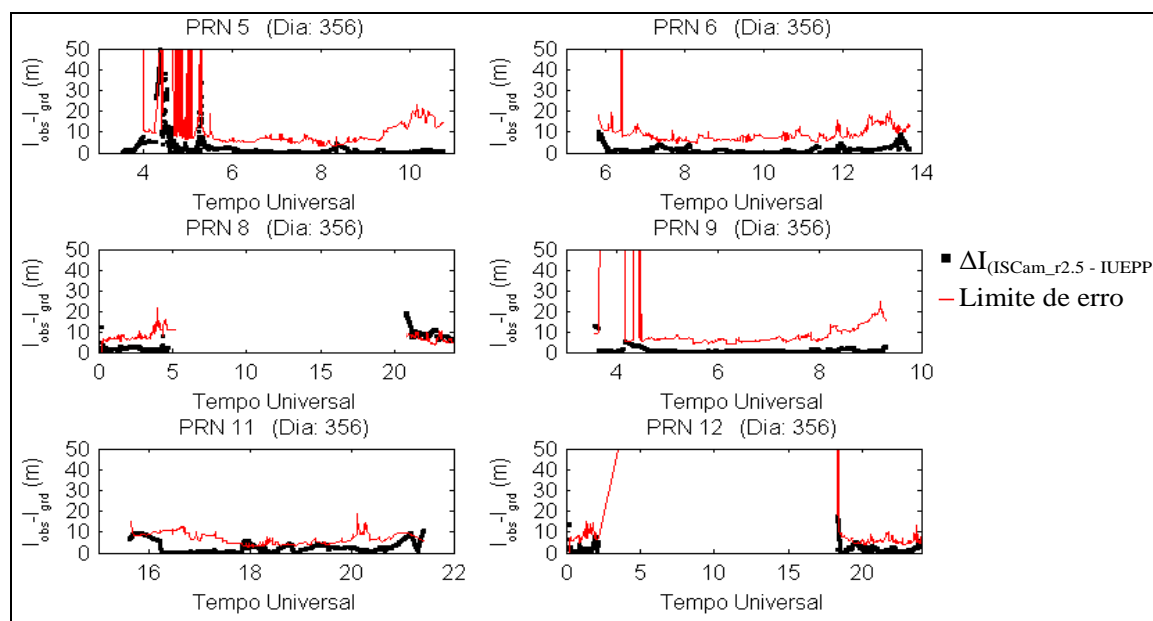 PRN 5 (Dia: 356)
I_obs-I_grd (m)
50
40
30
20
10
0
4 6 8 10
Tempo Universal
PRN 6 (Dia: 356)
I_obs-I_grd (m)
50
40
30
20
10
0
6 8 10 12 14
Tempo Universal
PRN 8 (Dia: 356)
I_obs-I_grd (m)
50
40
30
20
10
0
0 5 10 15 20
Tempo Universal
PRN 9 (Dia: 356)
I_obs-I_grd (m)
50
40
30
20
10
0
4 6 8 10
Tempo Universal
ΔI(ISCam_r2.5 - IUEPP
Limite de erro
PRN 11 (Dia: 356)
I_obs-I_grd (m)
50
40
30
20
10
0
16 18 20 22
Tempo Universal
PRN 12 (Dia: 356)
I_obs-I_grd (m)
50
40
30
20
10
0
0 5 10 15 20
Tempo Universal